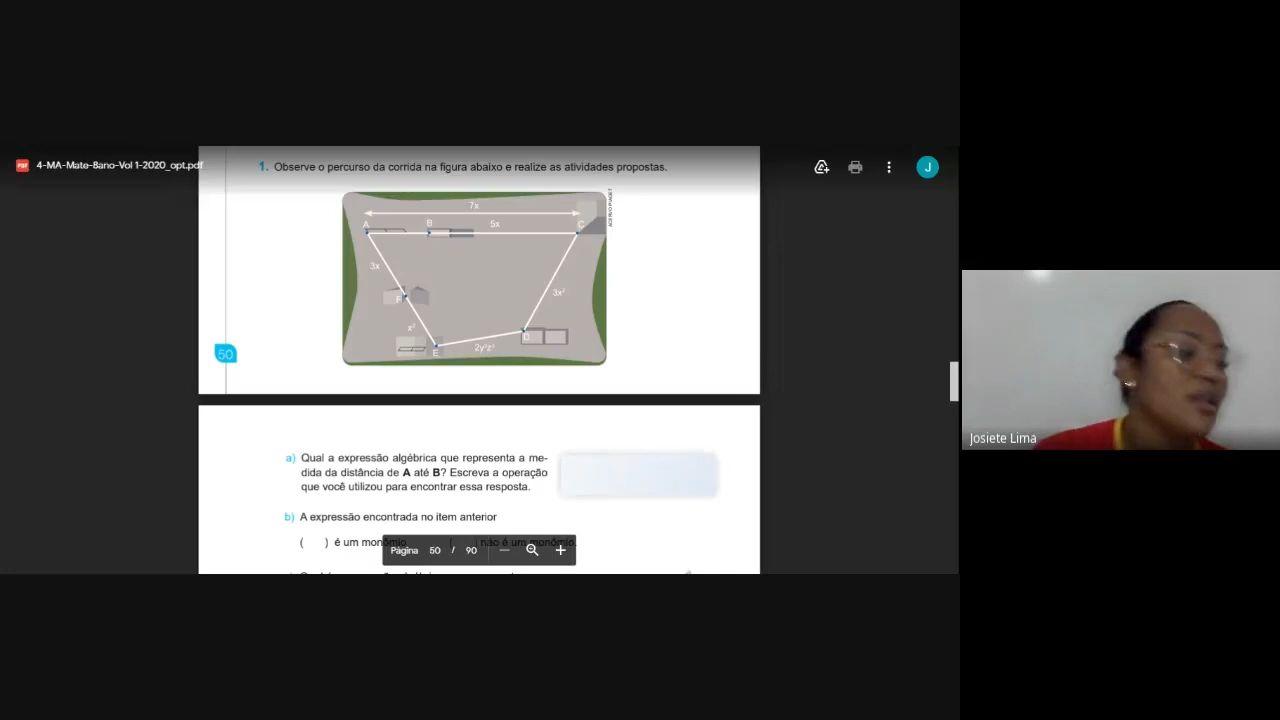 4-MA-Mate-8ano-Vol 1-2020_opt.pdf
J
1. Observe o percurso da corrida na figura abaixo e realize as atividades propostas.
ACERVO PIAGET
7x
A
B
5x
C
3x
F
3x²
x²
D
E
50
a) Qual a expressão algébrica que representa a me-
dida da distância de A até B? Escreva a operação
que você utilizou para encontrar essa resposta.
b) A expressão encontrada no item anterior
( ) é um monômio. ( ) não é um monômio.
Página 50 / 90
Josiete Lima